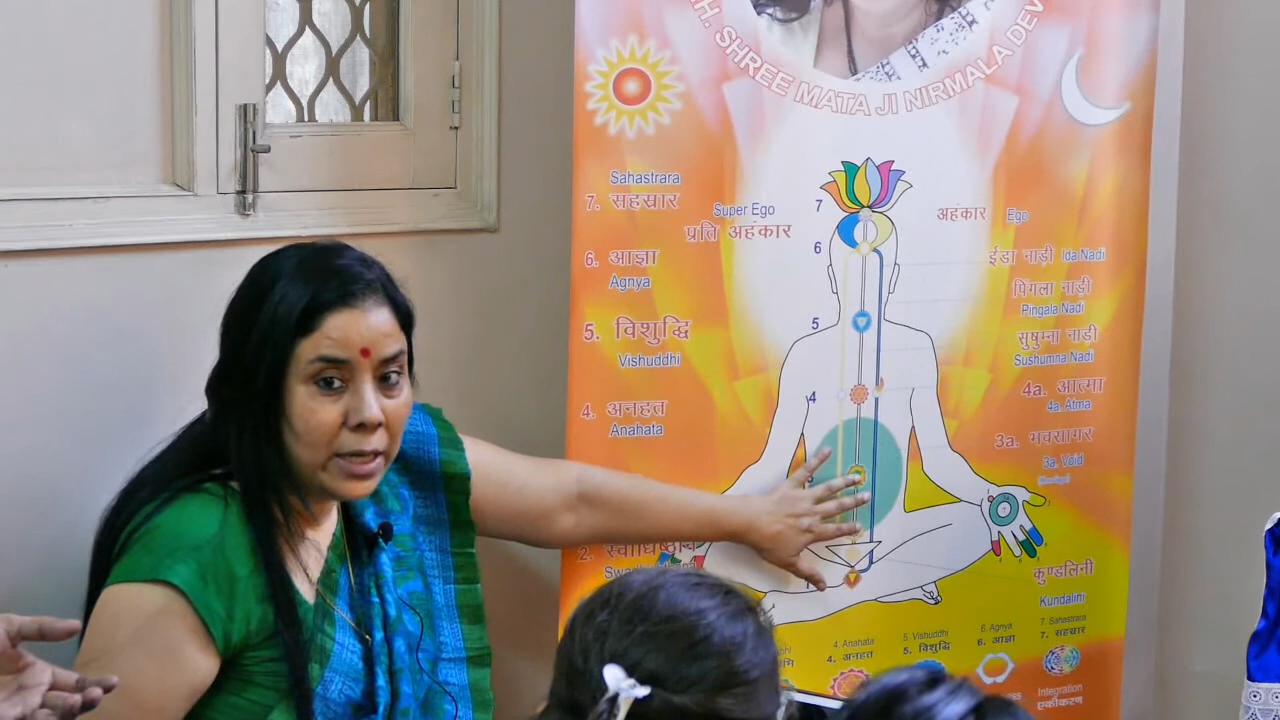 H. SHREE MATA JI NIRMALA DEV
Sahastrara
7. सहस्रार
Super Ego
प्रति अहंकार
7
अहंकार Ego
6. आज्ञा
Agnya
6
ईडा नाड़ी Ida Nadi
पिंगला नाड़ी
Pingala Nadi
5. विशुद्धि
Vishuddhi
5
सुषुम्ना नाड़ी
Sushumna Nadi
4. अनहत
Anahata
4
4a. आत्मा
4a. Atma
3a. भवसागर
3a. Void
2. स्वाधिष्ठान
कुण्डलिनी
Kundalini
4. Anahata
4. अनहत
5. Vishuddhi
5. विशुद्धि
6. Agnya
6. आज्ञा
7. Sahastrara
7. सहस्रार
Integration
एकीकरण